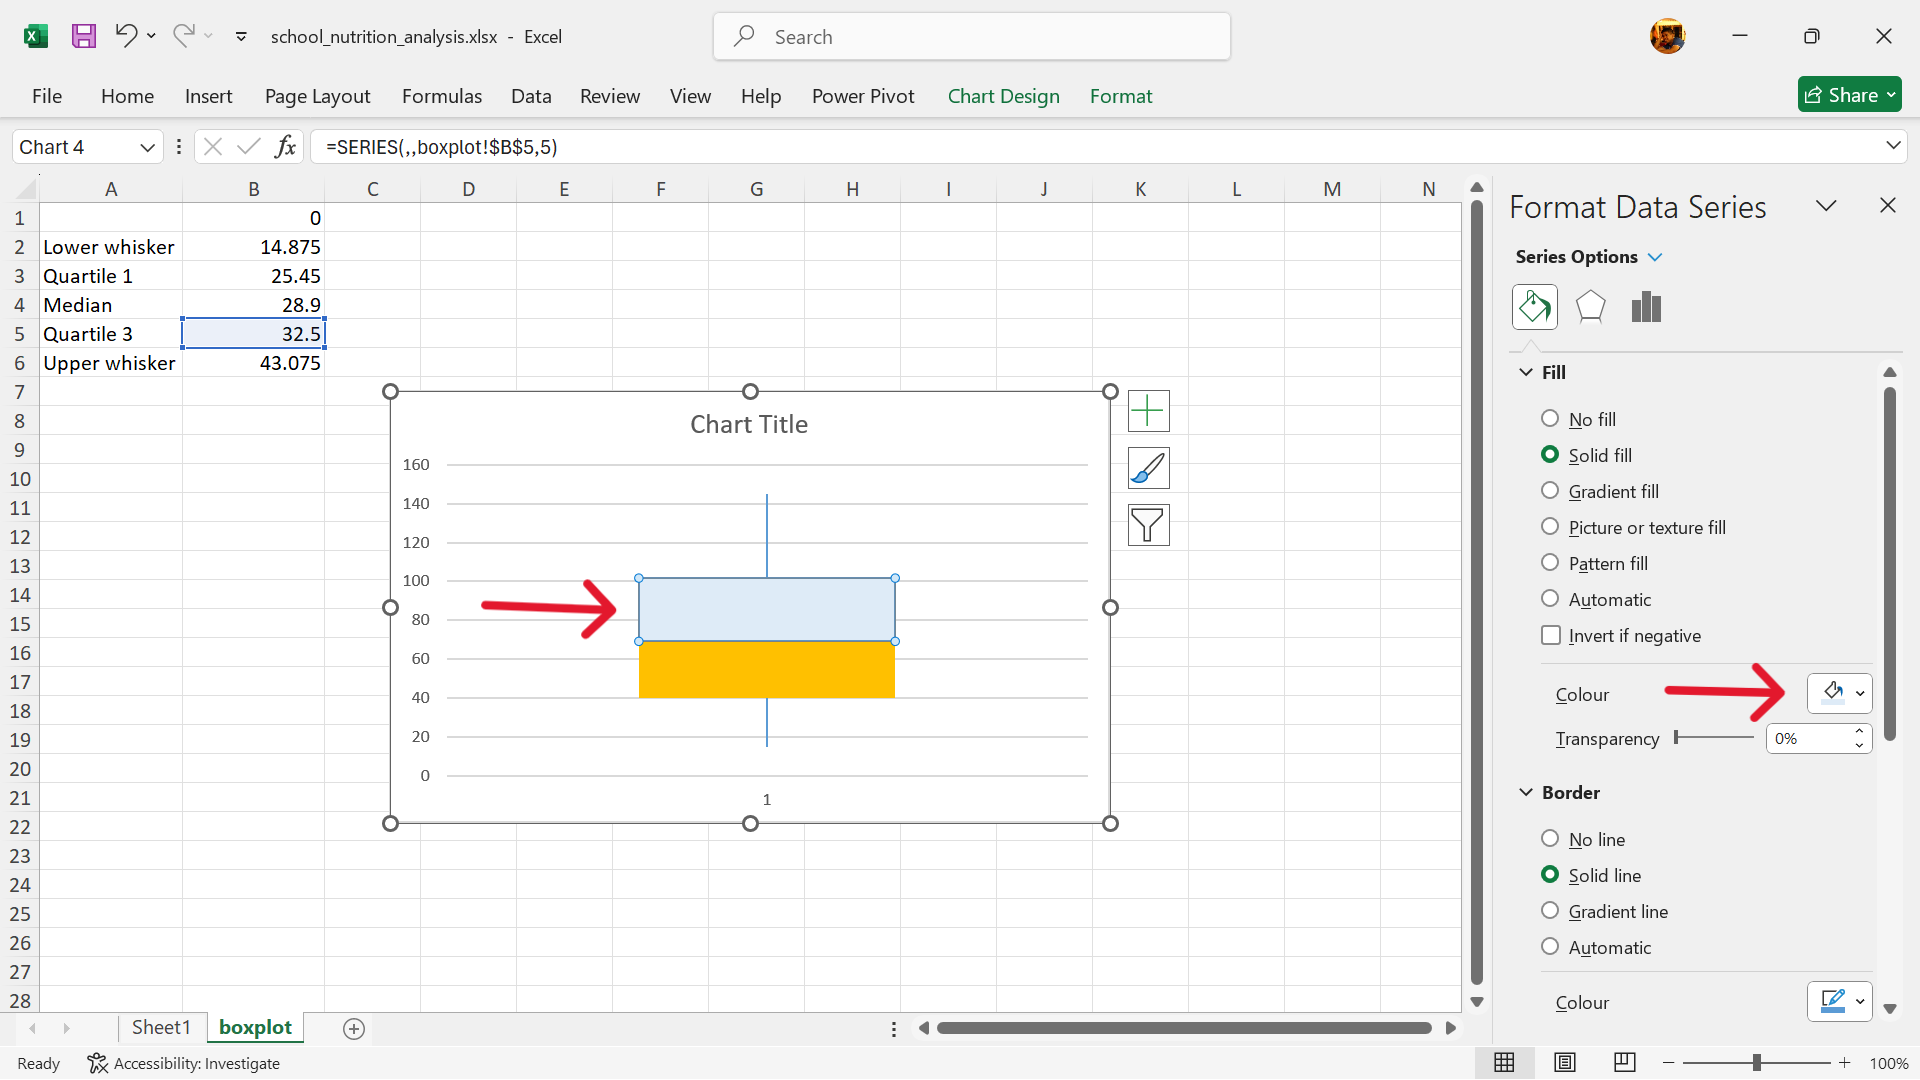 school_nutrition_analysis.xlsx - Excel
Search
File Home Insert Page Layout Formulas Data Review View Help Power Pivot Chart Design Format Share
Chart 4 fx =SERIES(,,boxplot!$B$5,5)
A B C D E F G H I J K L M N
1 0
2 Lower whisker 14.875
3 Quartile 1 25.45
4 Median 28.9
5 Quartile 3 32.5
6 Upper whisker 43.075
7
8
9
10
11
12
13
14
15
16
17
18
19
20
21
22
23
24
25
26
27
28
Chart Title
160
140
120
100
80
60
40
20
0
1
Format Data Series
Series Options
Fill
No fill
Solid fill
Gradient fill
Picture or texture fill
Pattern fill
Automatic
Invert if negative
Colour
Transparency 0%
Border
No line
Solid line
Gradient line
Automatic
Colour
Sheet1 boxplot
Ready Accessibility: Investigate 100%